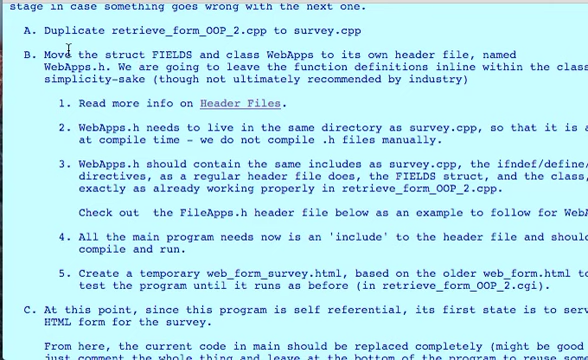 stage in case something goes wrong with the next one.
A. Duplicate retrieve_form_OOP_2.cpp to survey.cpp
B. Move the struct FIELDS and class WebApps to its own header file, named
WebApps.h. We are going to leave the function definitions inline within the class
simplicity-sake (though not ultimately recommended by industry)
1. Read more info on Header Files.
2. WebApps.h needs to live in the same directory as survey.cpp, so that it is
at compile time - we do not compile .h files manually.
3. WebApps.h should contain the same includes as survey.cpp, the ifndef/define/
directives, as a regular header file does, the FIELDS struct, and the class,
exactly as already working properly in retrieve_form_OOP_2.cpp.
Check out the FileApps.h header file below as an example to follow for
4. All the main program needs now is an 'include' to the header file and
compile and run.
5. Create a temporary web_form_survey.html, based on the older web_form.html to
test the program until it runs as before (in retrieve_form_OOP_2.cgi).
C. At this point, since this program is self referential, its first state is to
HTML form for the survey.
From here, the current code in main should be replaced completely (might be good
just comment the whole thing and leave at the bottom of the program to reuse